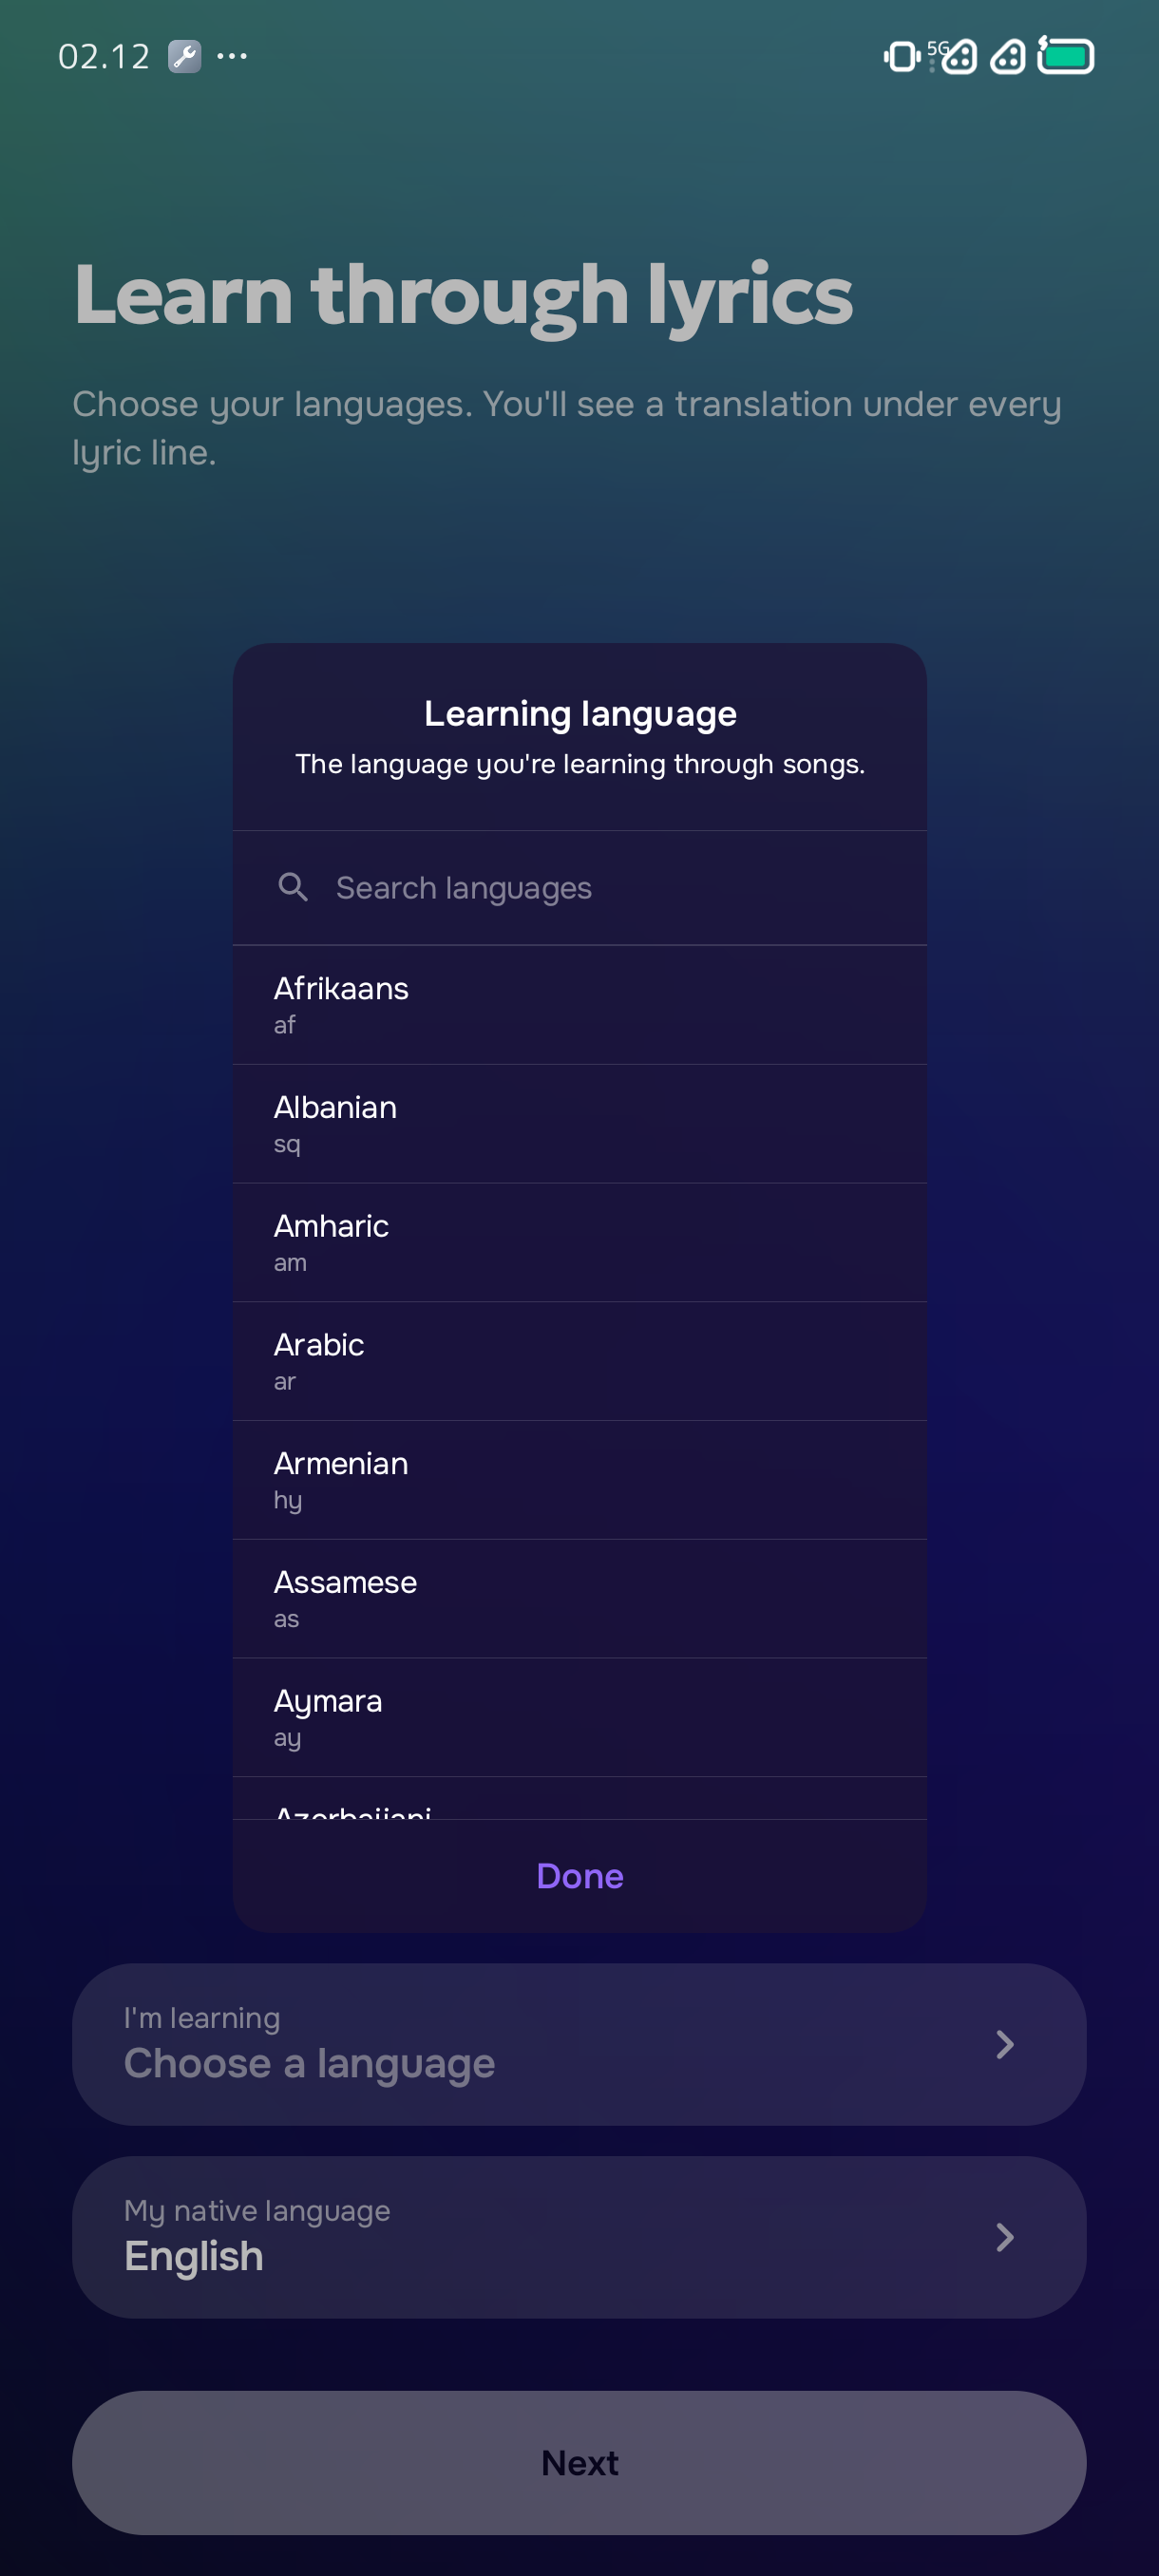 02.12
5G
Learn through lyrics
Choose your languages. You'll see a translation under every
lyric line.
Learning language
The language you're learning through songs.
Search languages
Afrikaans
af
Albanian
sq
Amharic
am
Arabic
ar
Armenian
hy
Assamese
as
Aymara
ay
Azerbaijani
Done
I'm learning
Choose a language
My native language
English
Next